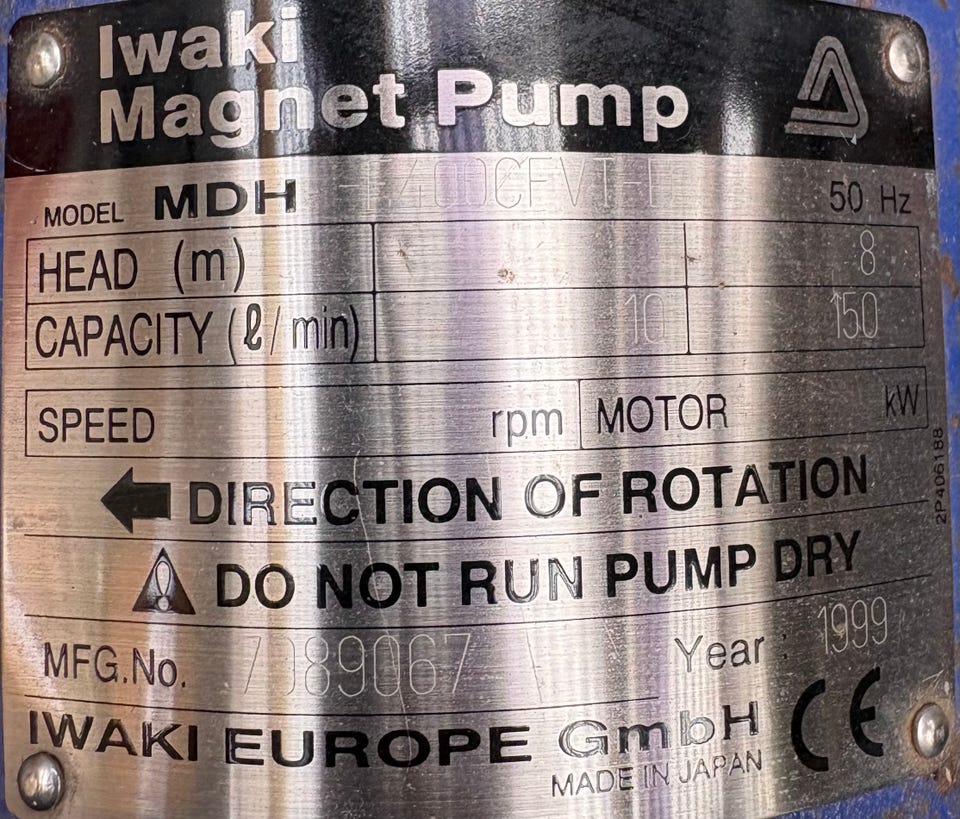 Iwaki
Magnet Pump
MODEL MDH 50 Hz
HEAD (m) 8
CAPACITY (ℓ/min) 10 150
SPEED rpm MOTOR kW
DIRECTION OF ROTATION
DO NOT RUN PUMP DRY
MFG.No. Year : 1999
IWAKI EUROPE GmbH CE
MADE IN JAPAN
2P406188